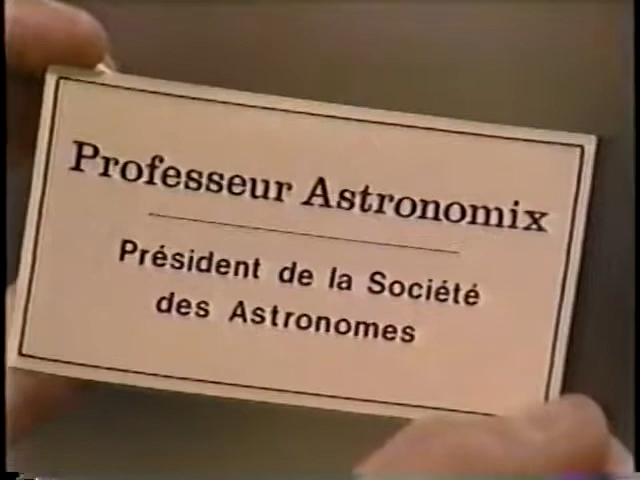 Professeur Astronomix
Président de la Société
des Astronomes